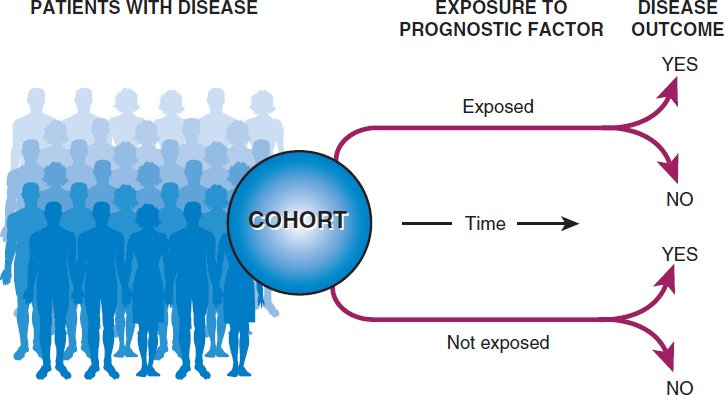 PATIENTS WITH DISEASE
EXPOSURE TO
PROGNOSTIC FACTOR
DISEASE
OUTCOME
YES
Exposed
NO
COHORT
Time
YES
Not exposed
NO